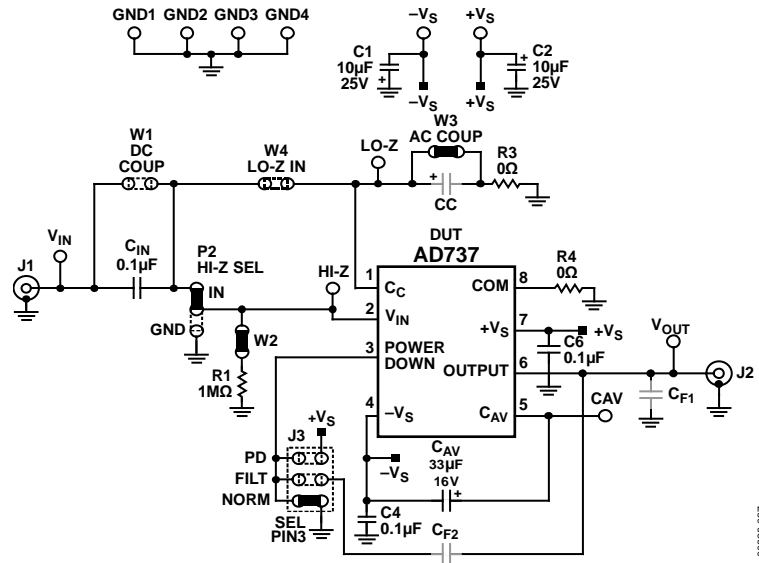 GND1 GND2 GND3 GND4
–VS +VS
C1
10µF
25V
C2
10µF
25V
–VS +VS
W1
DC
COUP
W4
LO-Z IN
LO-Z
W3
AC COUP
CC
R3
0Ω
VIN
J1
CIN
0.1µF
P2
HI-Z SEL
IN
GND
HI-Z
W2
R1
1MΩ
DUT
AD737
1 CC
2 VIN
3 POWER
DOWN
4 –VS
COM 8
+VS 7
OUTPUT 6
CAV 5
R4
0Ω
+VS
C6
0.1µF
VOUT
J2
CF1
CAV
+VS
J3
PD
FILT
NORM
SEL
PIN3
–VS
CAV
33µF
16V
C4
0.1µF
CF2